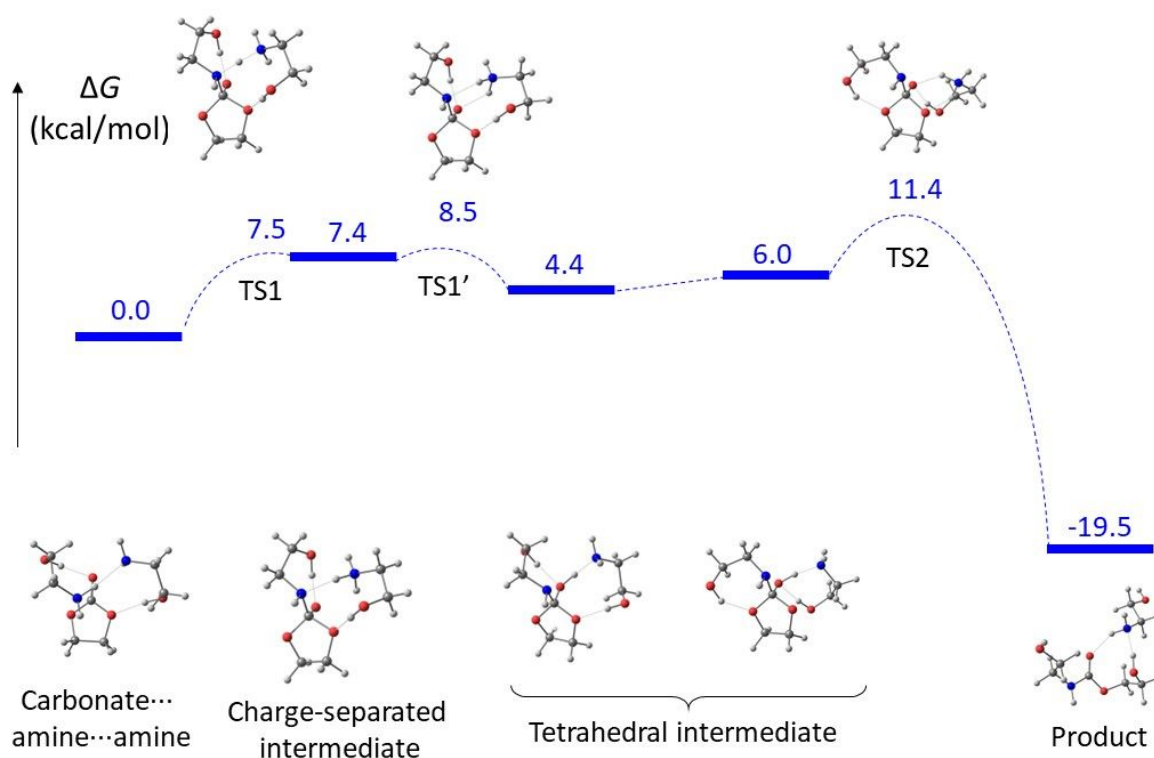 ΔG
(kcal/mol)
0.0
7.5
TS1
7.4
8.5
TS1’
4.4
6.0
11.4
TS2
-19.5
Carbonate···
amine···amine
Charge-separated
intermediate
Tetrahedral intermediate
Product